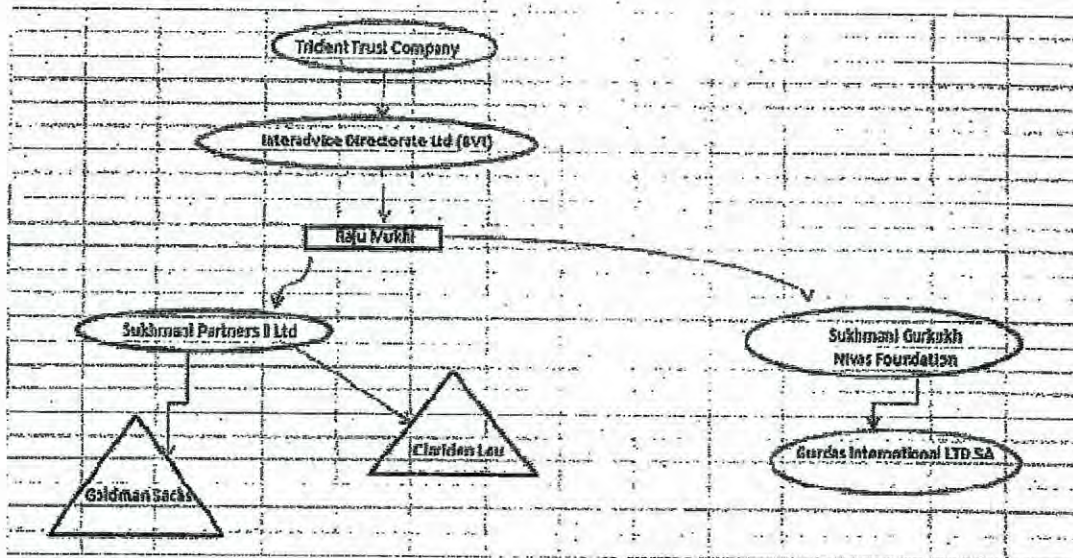 Trident Trust Company
Interadvice Directorate Ltd (BVI)
Raju Mukhi
Sukhmani Partners II Ltd
Sukhmani Gurkukh
Nivas Foundation
Clariden Leu
Gurdas International LTD SA
Goldman Sachs